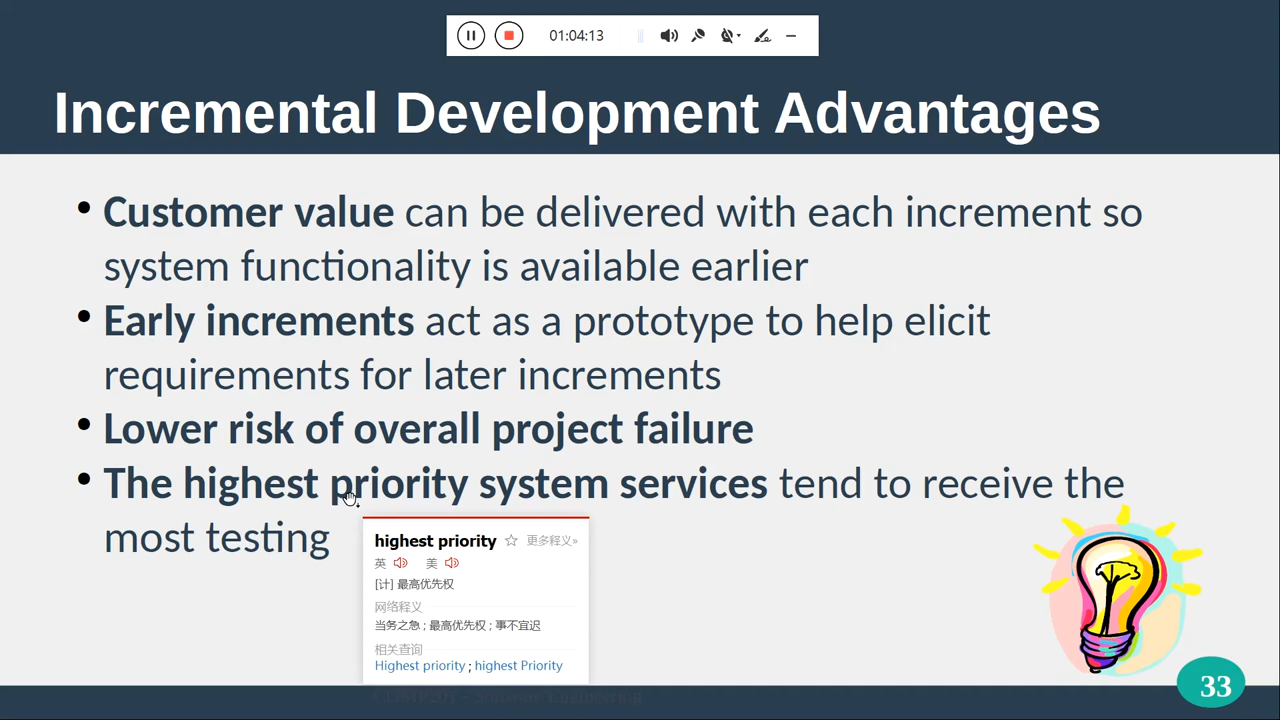 01:04:13
Incremental Development Advantages
• Customer value can be delivered with each increment so
system functionality is available earlier
• Early increments act as a prototype to help elicit
requirements for later increments
• Lower risk of overall project failure
• The highest priority system services tend to receive the
most testing
highest priority 更多释义»
英 美
[计] 最高优先权
网络释义
当务之急 ; 最高优先权 ; 事不宜迟
相关查询
Highest priority ; highest Priority
Software Engineering
33